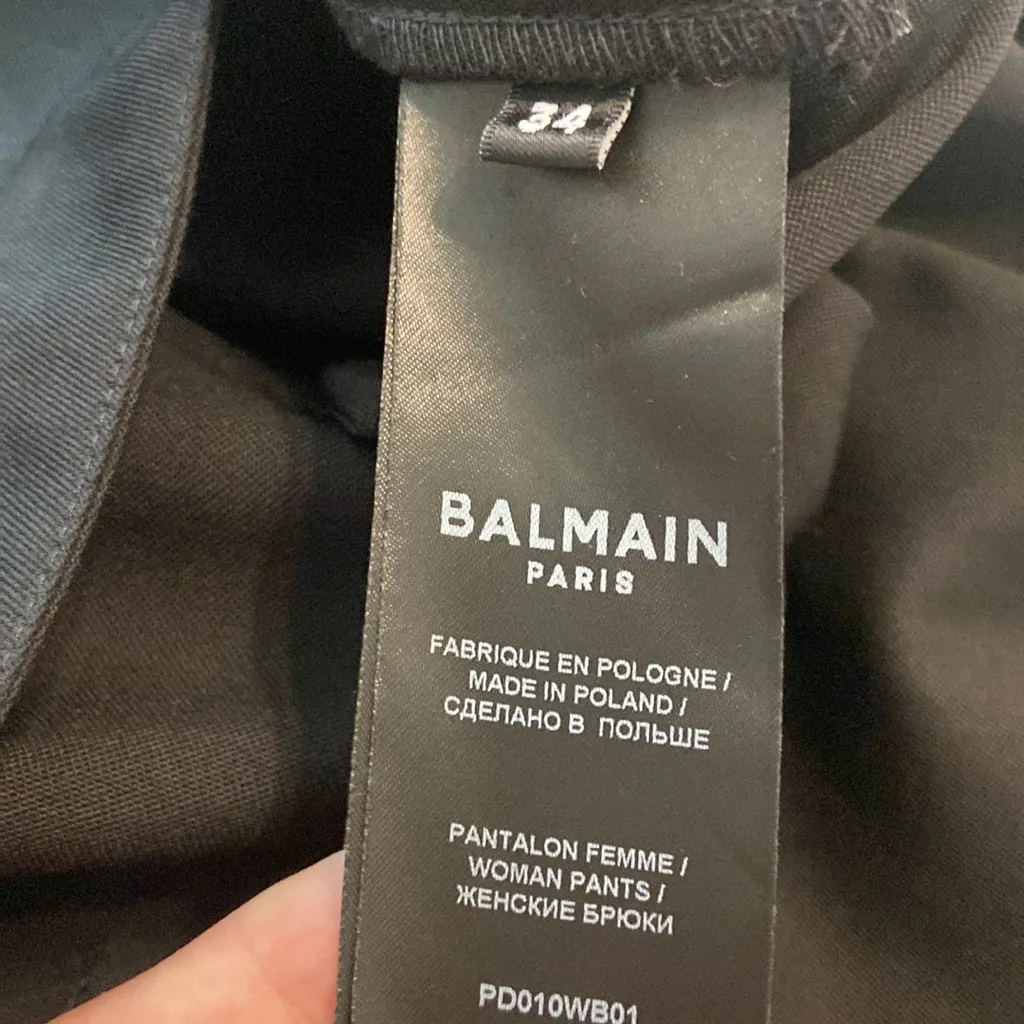 34
BALMAIN
PARIS
FABRIQUE EN POLOGNE /
MADE IN POLAND /
СДЕЛАНО В ПОЛЬШЕ
PANTALON FEMME /
WOMAN PANTS /
ЖЕНСКИЕ БРЮКИ
PD010WB01